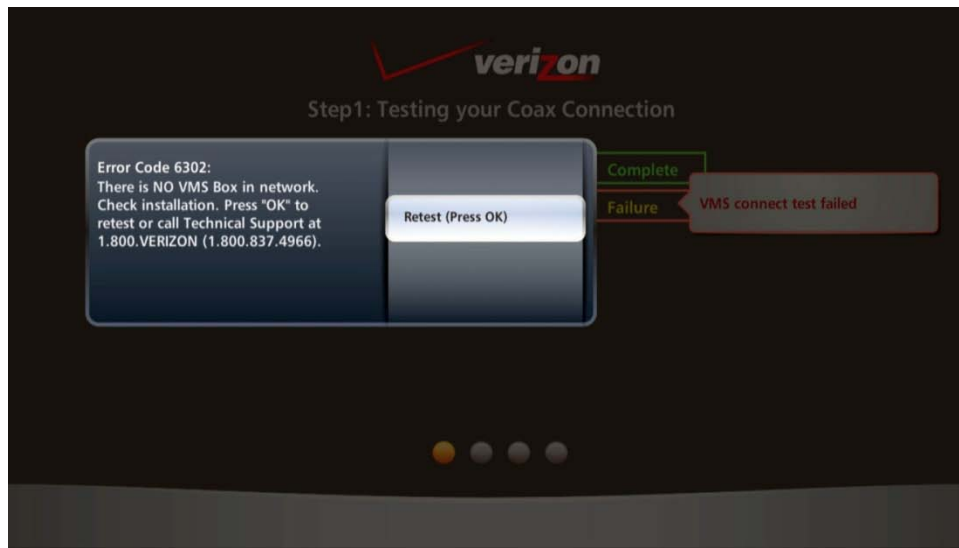 verizon
Step1: Testing your Coax Connection
Error Code 6302:
There is NO VMS Box in network.
Check installation. Press "OK" to
retest or call Technical Support at
1.800.VERIZON (1.800.837.4966).
Retest (Press OK)
Complete
Failure
VMS connect test failed